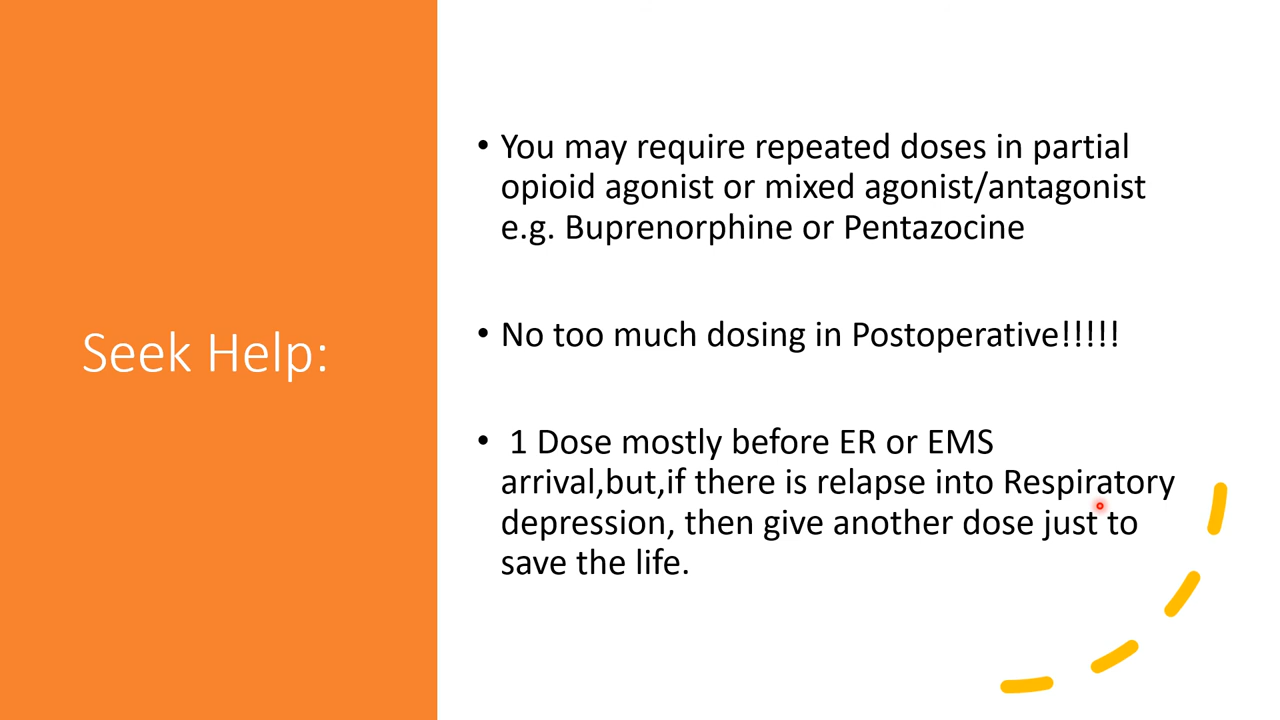 Seek Help:
• You may require repeated doses in partial
opioid agonist or mixed agonist/antagonist
e.g. Buprenorphine or Pentazocine
• No too much dosing in Postoperative!!!!!
• 1 Dose mostly before ER or EMS
arrival,but,if there is relapse into Respiratory
depression, then give another dose just to
save the life.